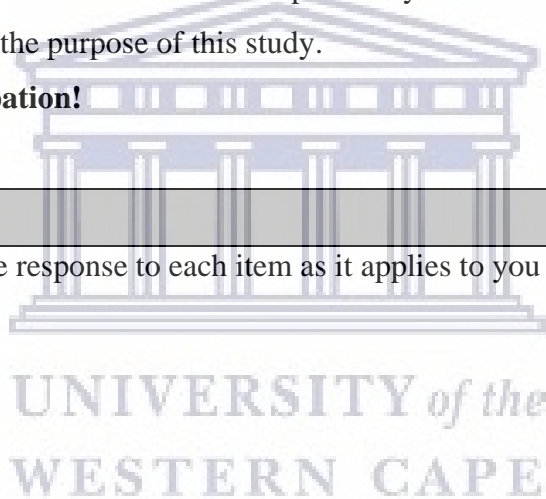 the purpose of this study.
ation!
response to each item as it applies to you
UNIVERSITY of the
WESTERN CAPE